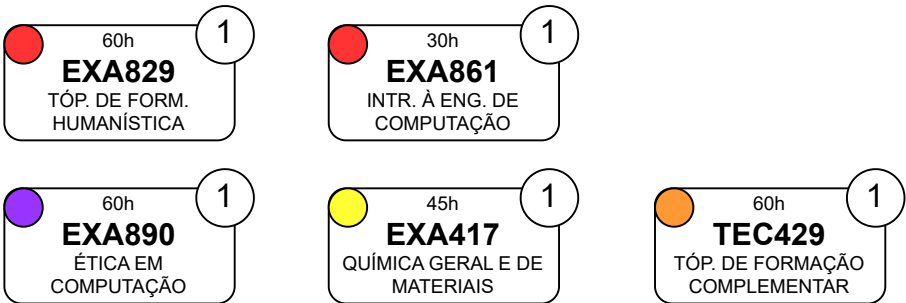 60h
1
EXA829
TÓP. DE FORM.
HUMANÍSTICA
30h
1
EXA861
INTR. À ENG. DE
COMPUTAÇÃO
60h
1
EXA890
ÉTICA EM
COMPUTAÇÃO
45h
1
EXA417
QUÍMICA GERAL E DE
MATERIAIS
60h
1
TEC429
TÓP. DE FORMAÇÃO
COMPLEMENTAR